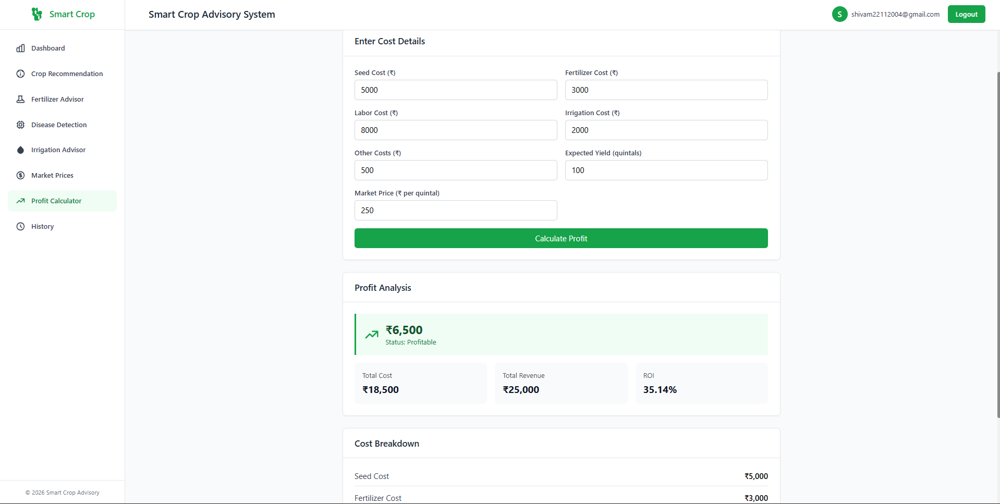 Smart Crop
Smart Crop Advisory System
S
shivam22112004@gmail.com
Logout
Dashboard
Crop Recommendation
Fertilizer Advisor
Disease Detection
Irrigation Advisor
Market Prices
Profit Calculator
History
© 2026 Smart Crop Advisory
Enter Cost Details
Seed Cost (₹)
5000
Fertilizer Cost (₹)
3000
Labor Cost (₹)
8000
Irrigation Cost (₹)
2000
Other Costs (₹)
500
Expected Yield (quintals)
100
Market Price (₹ per quintal)
250
Calculate Profit
Profit Analysis
₹6,500
Status: Profitable
Total Cost
₹18,500
Total Revenue
₹25,000
ROI
35.14%
Cost Breakdown
Seed Cost ₹5,000
Fertilizer Cost ₹3,000